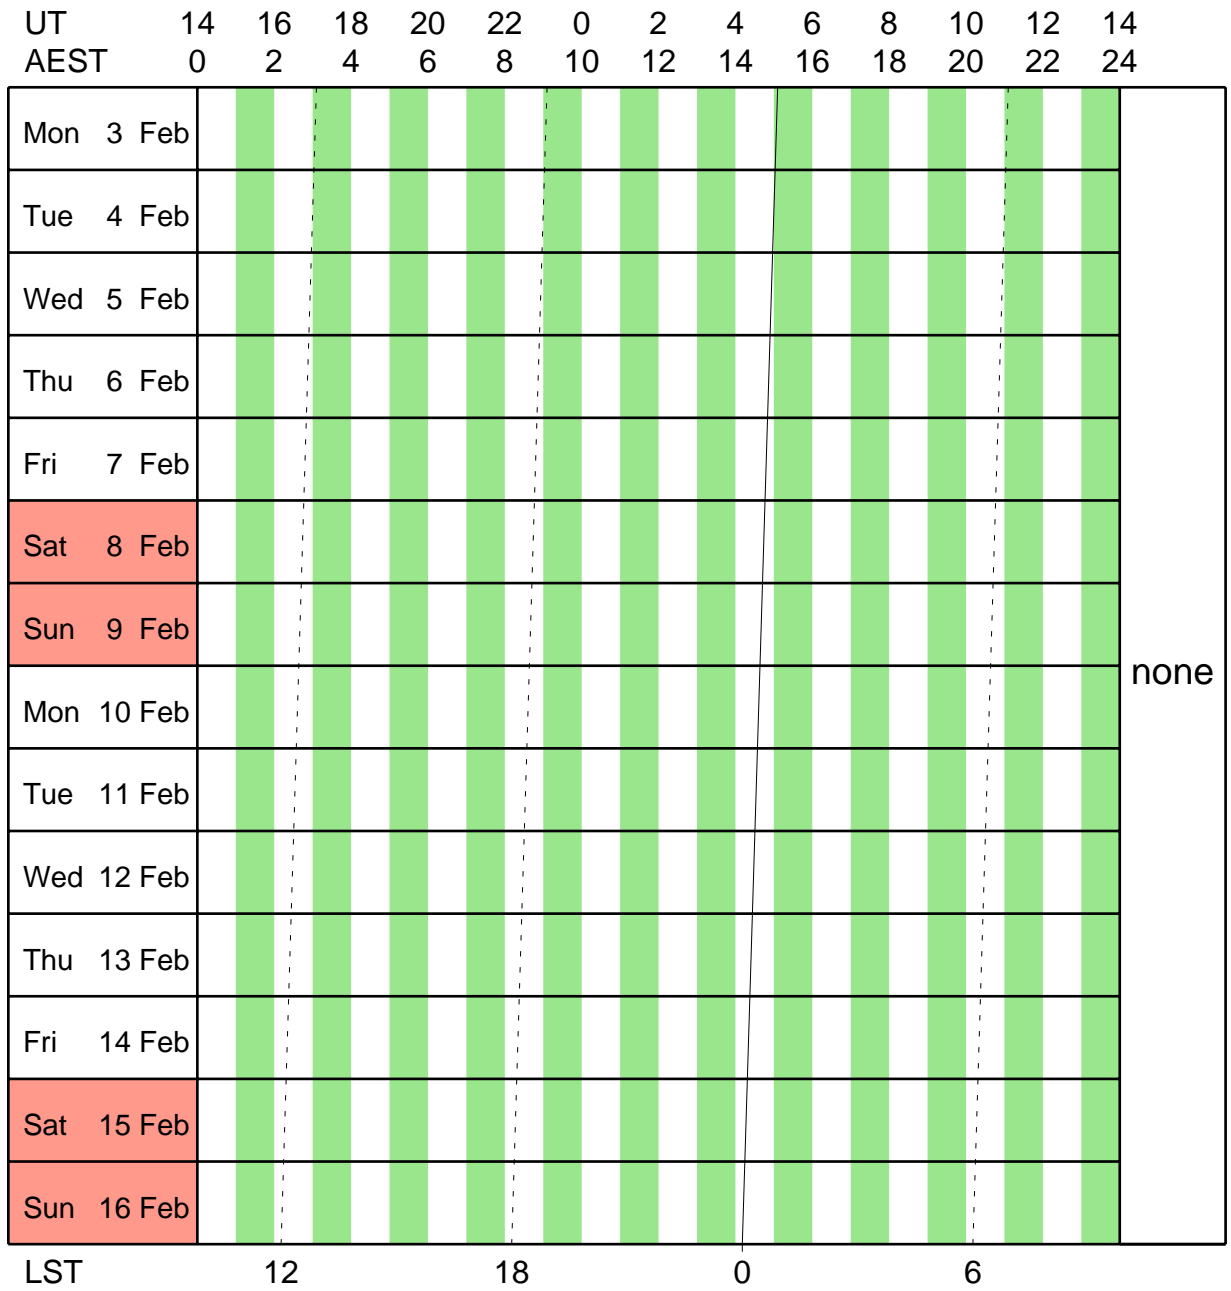 UT 14 16 18 20 22 0 2 4 6 8 10 12 14
AEST 0 2 4 6 8 10 12 14 16 18 20 22 24
Mon 3 Feb
Tue 4 Feb
Wed 5 Feb
Thu 6 Feb
Fri 7 Feb
Sat 8 Feb
Sun 9 Feb
none
Mon 10 Feb
Tue 11 Feb
Wed 12 Feb
Thu 13 Feb
Fri 14 Feb
Sat 15 Feb
Sun 16 Feb
LST 12 18 0 6